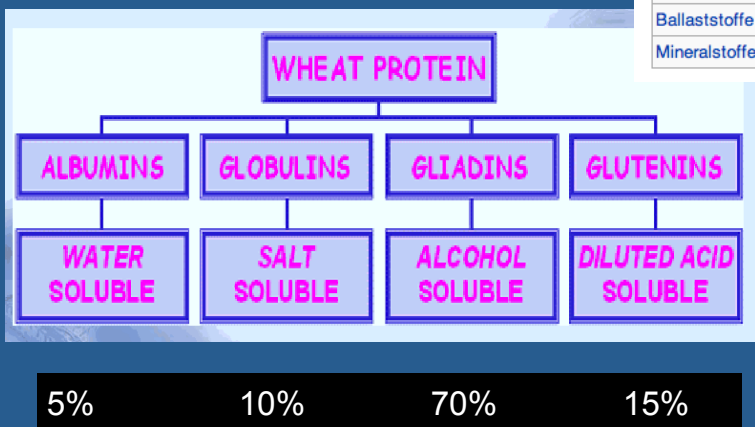 Ballaststoffe
Mineralstoffe
WHEAT PROTEIN
ALBUMINS GLOBULINS GLIADINS GLUTENINS
WATER SALT ALCOHOL DILUTED ACID
SOLUBLE SOLUBLE SOLUBLE SOLUBLE
5% 10% 70% 15%